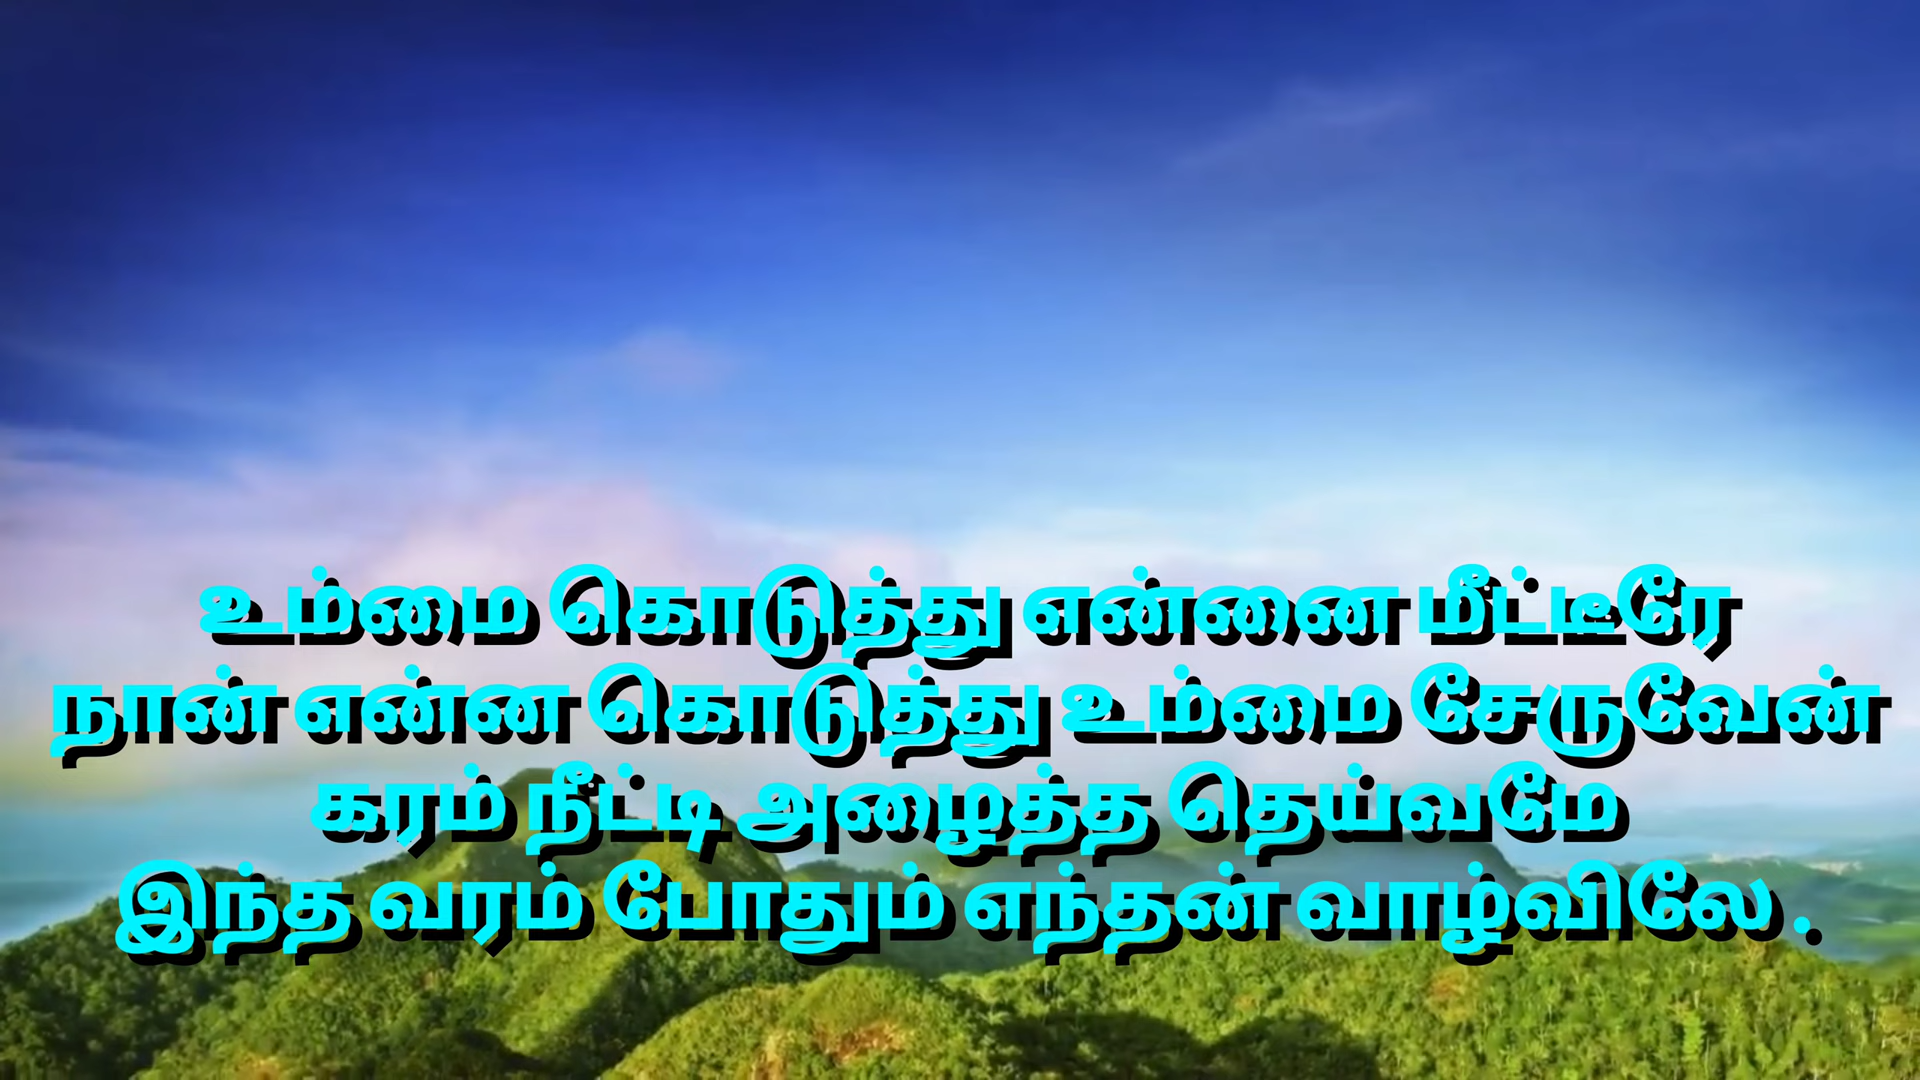 உம்மை கொடுத்து என்னை மீட்டீரே
நான் என்ன கொடுத்து உம்மை சேருவேன்
கரம் நீட்டி அழைத்த தெய்வமே
இந்த வரம் போதும் எந்தன் வாழ்விலே .